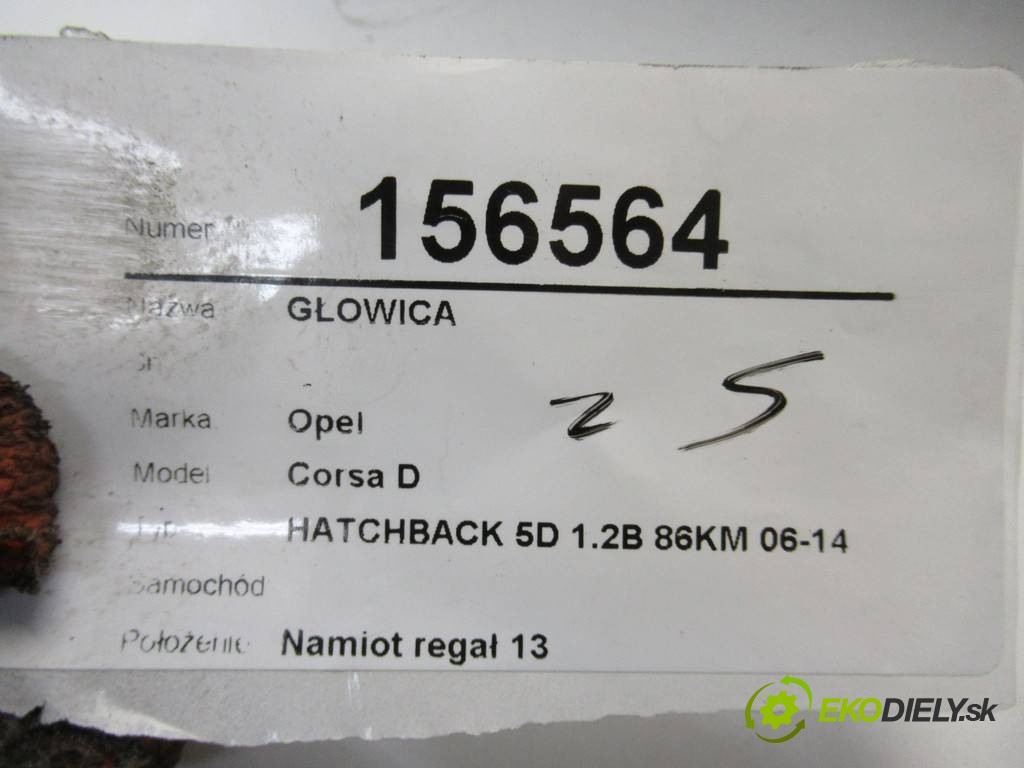 Numer 156564
Nazwa GŁOWICA
Marka Opel 25
Model Corsa D
HATCHBACK 5D 1.2B 86KM 06-14
Samochód
Położenie Namiot regał 13
EKODIELY.sk